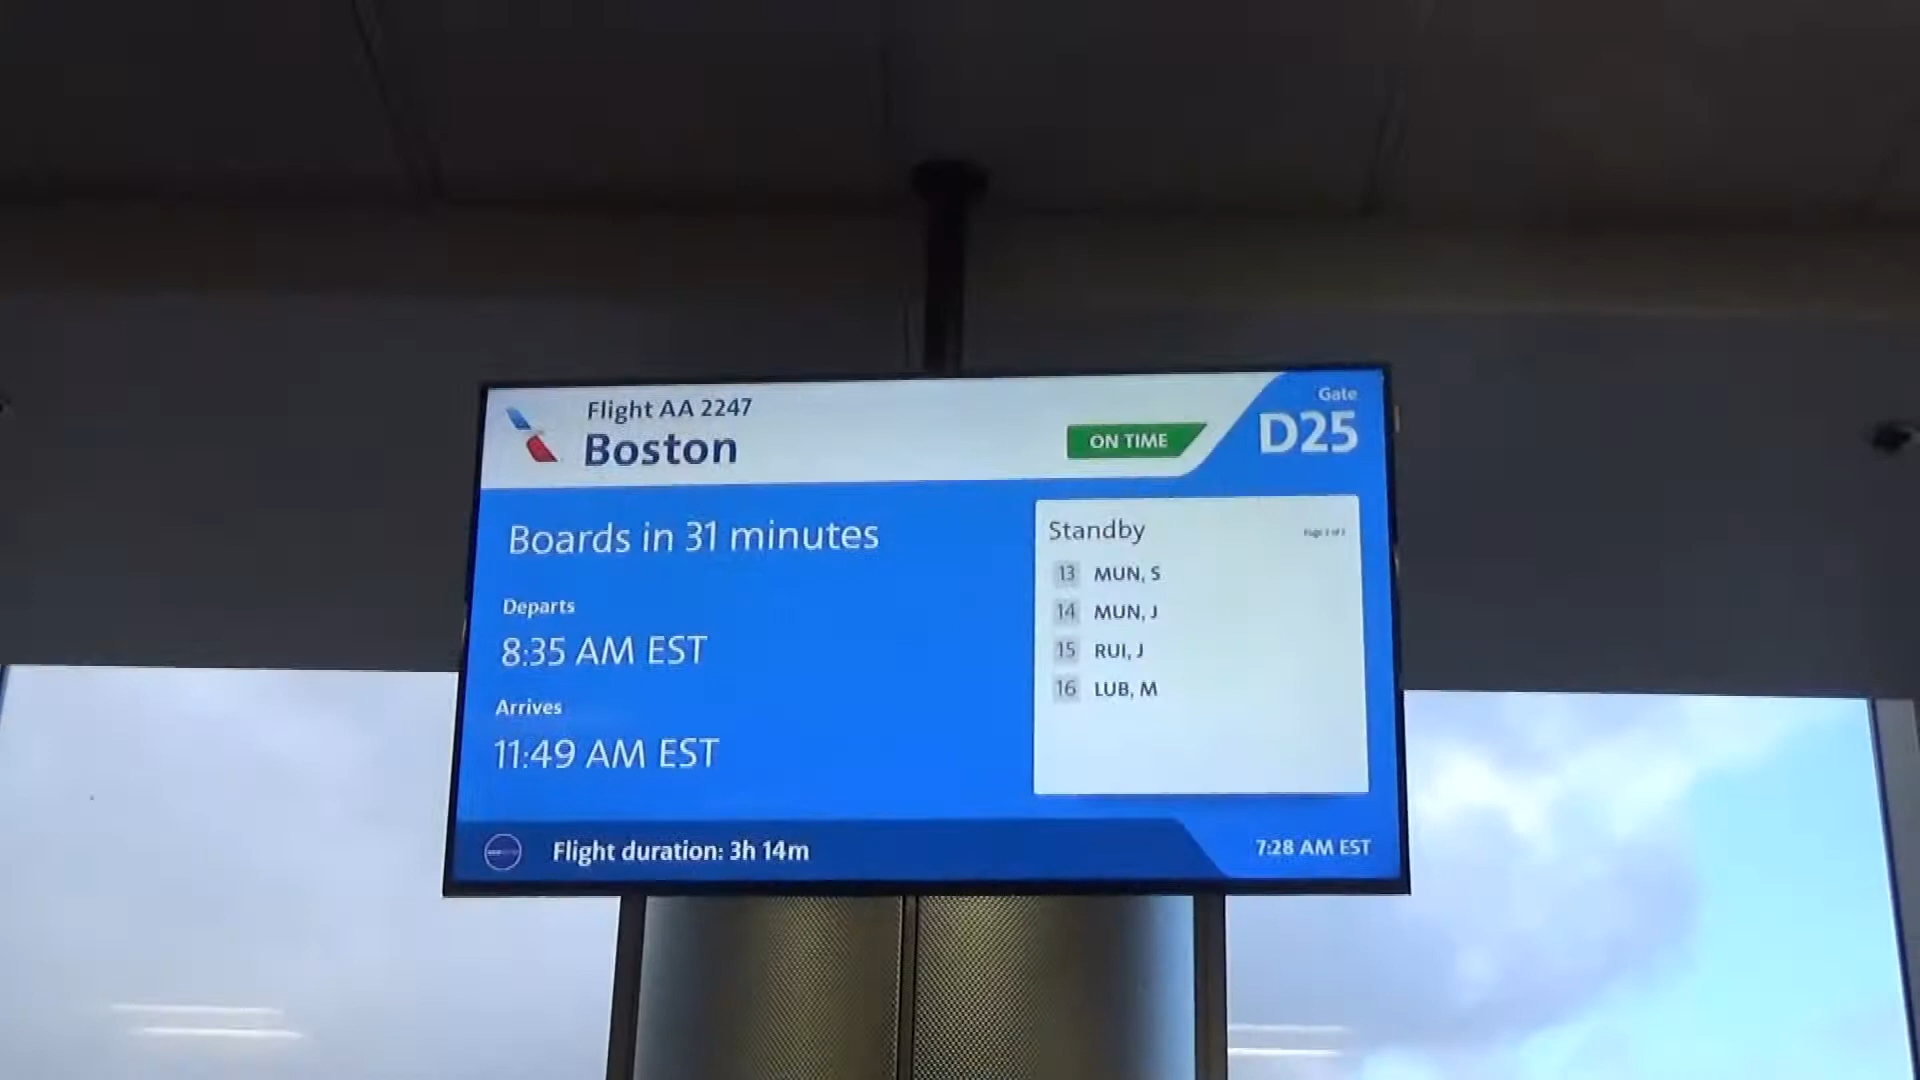 Flight AA 2247
Boston
ON TIME
Gate
D25
Boards in 31 minutes
Departs
8:35 AM EST
Arrives
11:49 AM EST
Standby
13 MUN, S
14 MUN, J
15 RUI, J
16 LUB, M
Flight duration: 3h 14m
7:28 AM EST